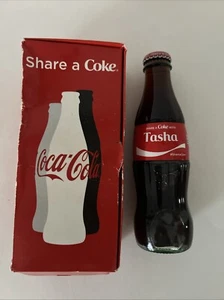 Share a Coke
Coca-Cola
SHARE A Coke WITH
Tasha